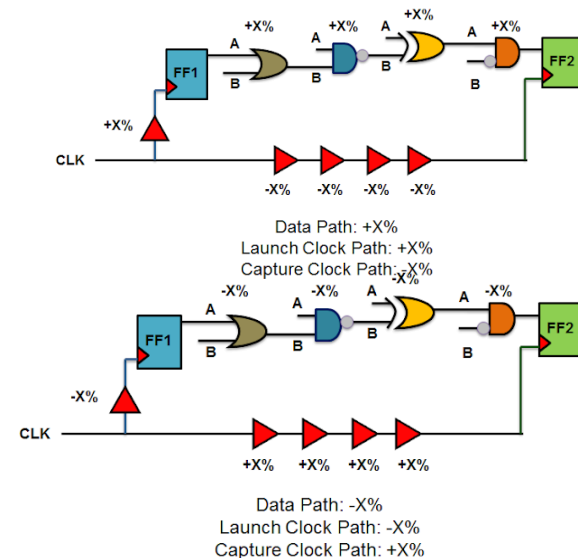 +X% +X% +X% +X%
A A A A
FF1 FF2
B B B B
+X%
CLK
-X% -X% -X% -X%
Data Path: +X%
Launch Clock Path: +X%
Capture Clock Path: -X%
-X% -X% -X% -X%
A A A A
FF1 FF2
B B B B
-X%
CLK
+X% +X% +X% +X%
Data Path: -X%
Launch Clock Path: -X%
Capture Clock Path: +X%